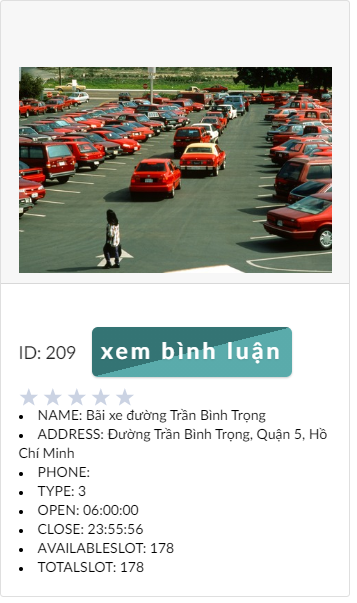 ID: 209
xem bình luận
NAME: Bãi xe đường Trần Bình Trọng
ADDRESS: Đường Trần Bình Trọng, Quận 5, Hồ
Chí Minh
PHONE:
TYPE: 3
OPEN: 06:00:00
CLOSE: 23:55:56
AVAILABLESLOT: 178
TOTALSLOT: 178